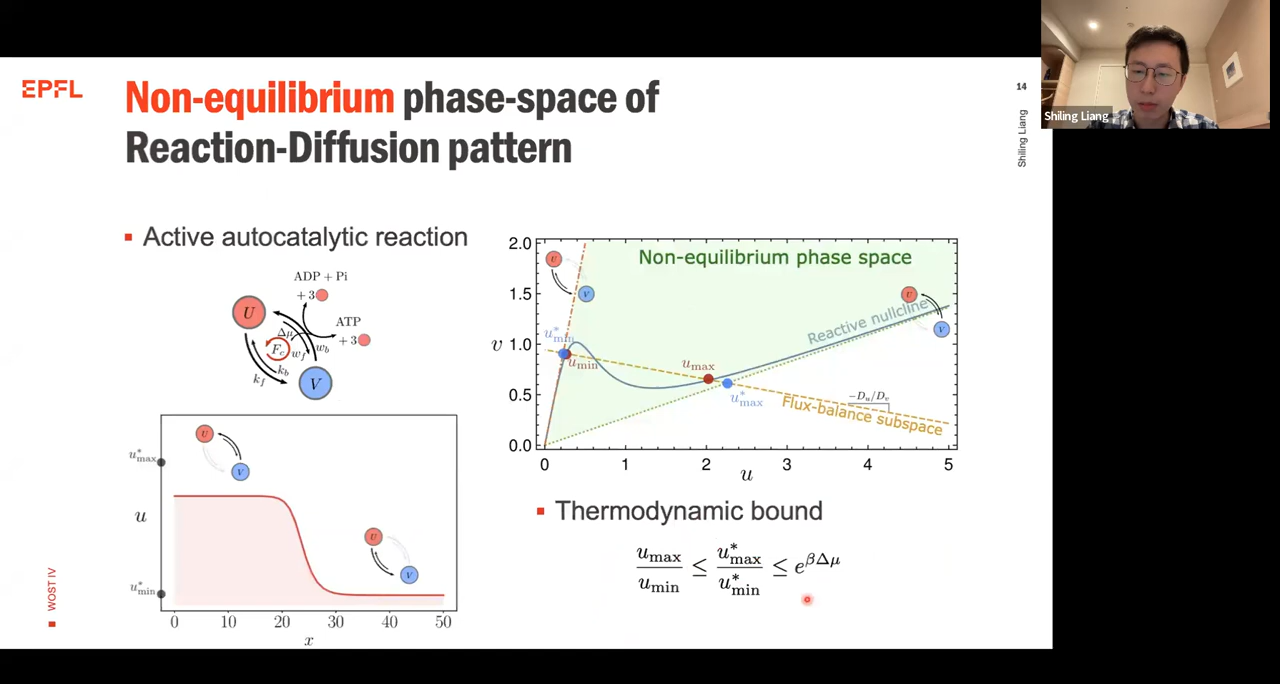 EPFL
Non-equilibrium phase-space of
Reaction-Diffusion pattern
14
Shiling Liang
Shiling Liang
▪ Active autocatalytic reaction
ADP + Pi
+ 3
U
Δμ
ATP
+ 3
F_c
w_f
w_b
k_b
k_f
V
U
V
u*_max
u
U
V
u*_min
0 10 20 30 40 50
x
2.0
1.5
1.0
0.5
0.0
v
Non-equilibrium phase space
U
V
U
V
Reactive nullcline
u*_min
u_min
u_max
u*_max
−D_u/D_v
Flux-balance subspace
0 1 2 3 4 5
u
▪ Thermodynamic bound
u_max/u_min ≤ u*_max/u*_min ≤ e^{βΔμ}
WOST IV